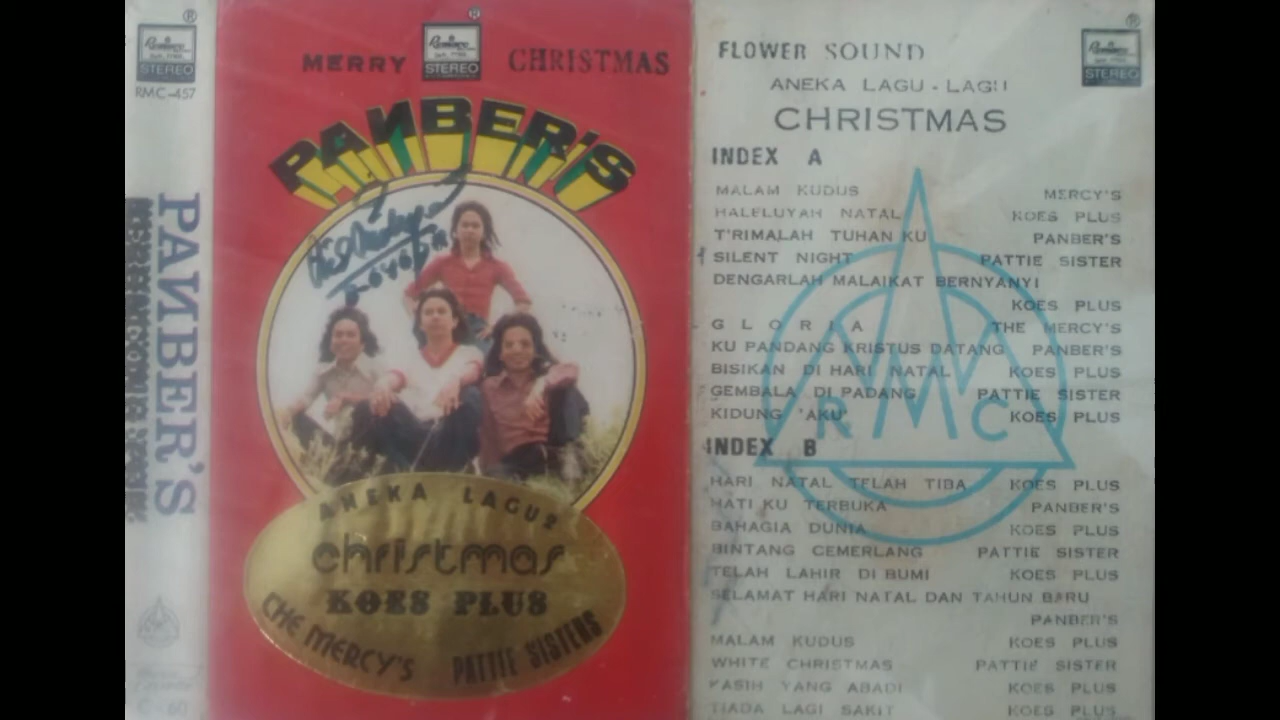 STEREO
RMC-457
PANBER'S
C-60
MERRY
STEREO
CHRISTMAS
PANBER'S
ANEKA LAGU2
christmas
KOES PLUS
THE MERCY'S
PATTIE SISTERS
STEREO
FLOWER SOUND
ANEKA LAGU-LAGU
CHRISTMAS
INDEX A
MALAM KUDUS MERCY'S
HALELUYAH NATAL KOES PLUS
T'RIMALAH TUHAN KU PANBER'S
SILENT NIGHT PATTIE SISTER
DENGARLAH MALAIKAT BERNYANYI
KOES PLUS
GLORIA THE MERCY'S
KU PANDANG KRISTUS DATANG PANBER'S
BISIKAN DI HARI NATAL KOES PLUS
GEMBALA DI PADANG PATTIE SISTER
KIDUNG 'AKU' KOES PLUS
RMC
INDEX B
HARI NATAL TELAH TIBA KOES PLUS
HATI KU TERBUKA PANBER'S
BAHAGIA DUNIA KOES PLUS
BINTANG CEMERLANG PATTIE SISTER
TELAH LAHIR DI BUMI KOES PLUS
SELAMAT HARI NATAL DAN TAHUN BARU
PANBER'S
MALAM KUDUS KOES PLUS
WHITE CHRISTMAS PATTIE SISTER
KASIH YANG ABADI KOES PLUS
TIADA LAGI SAKIT KOES PLUS